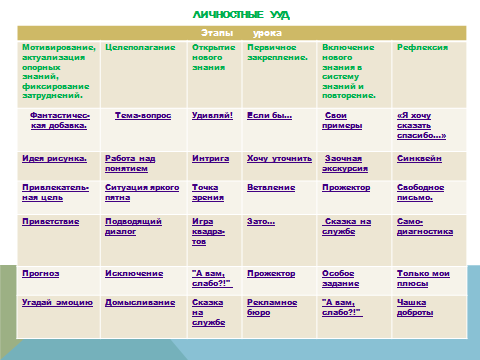 ЛИЧНОСТНЫЕ УУД
Этапы урока
Мотивирование, актуализация опорных знаний, фиксирование затруднений.
Целеполагание
Открытие нового знания
Первичное закрепление.
Включение нового знания в систему знаний и повторение.
Рефлексия
Фантастичес-кая добавка.
Тема-вопрос
Удивляй!
Если бы…
Свои примеры
«Я хочу сказать спасибо…»
Идея рисунка.
Работа над понятием
Интрига
Хочу уточнить
Заочная экскурсия
Синквейн
Привлекатель-ная цель
Ситуация яркого пятна
Точка зрения
Ветвление
Прожектор
Свободное письмо.
Приветствие
Подводящий диалог
Игра квадра-тов
Зато…
Сказка на службе
Само-диагностика
Прогноз
Исключение
"А вам, слабо?!"
Прожектор
Особое задание
Только мои плюсы
Угадай эмоцию
Домысливание
Сказка на службе
Рекламное бюро
"А вам, слабо?!"
Чашка доброты